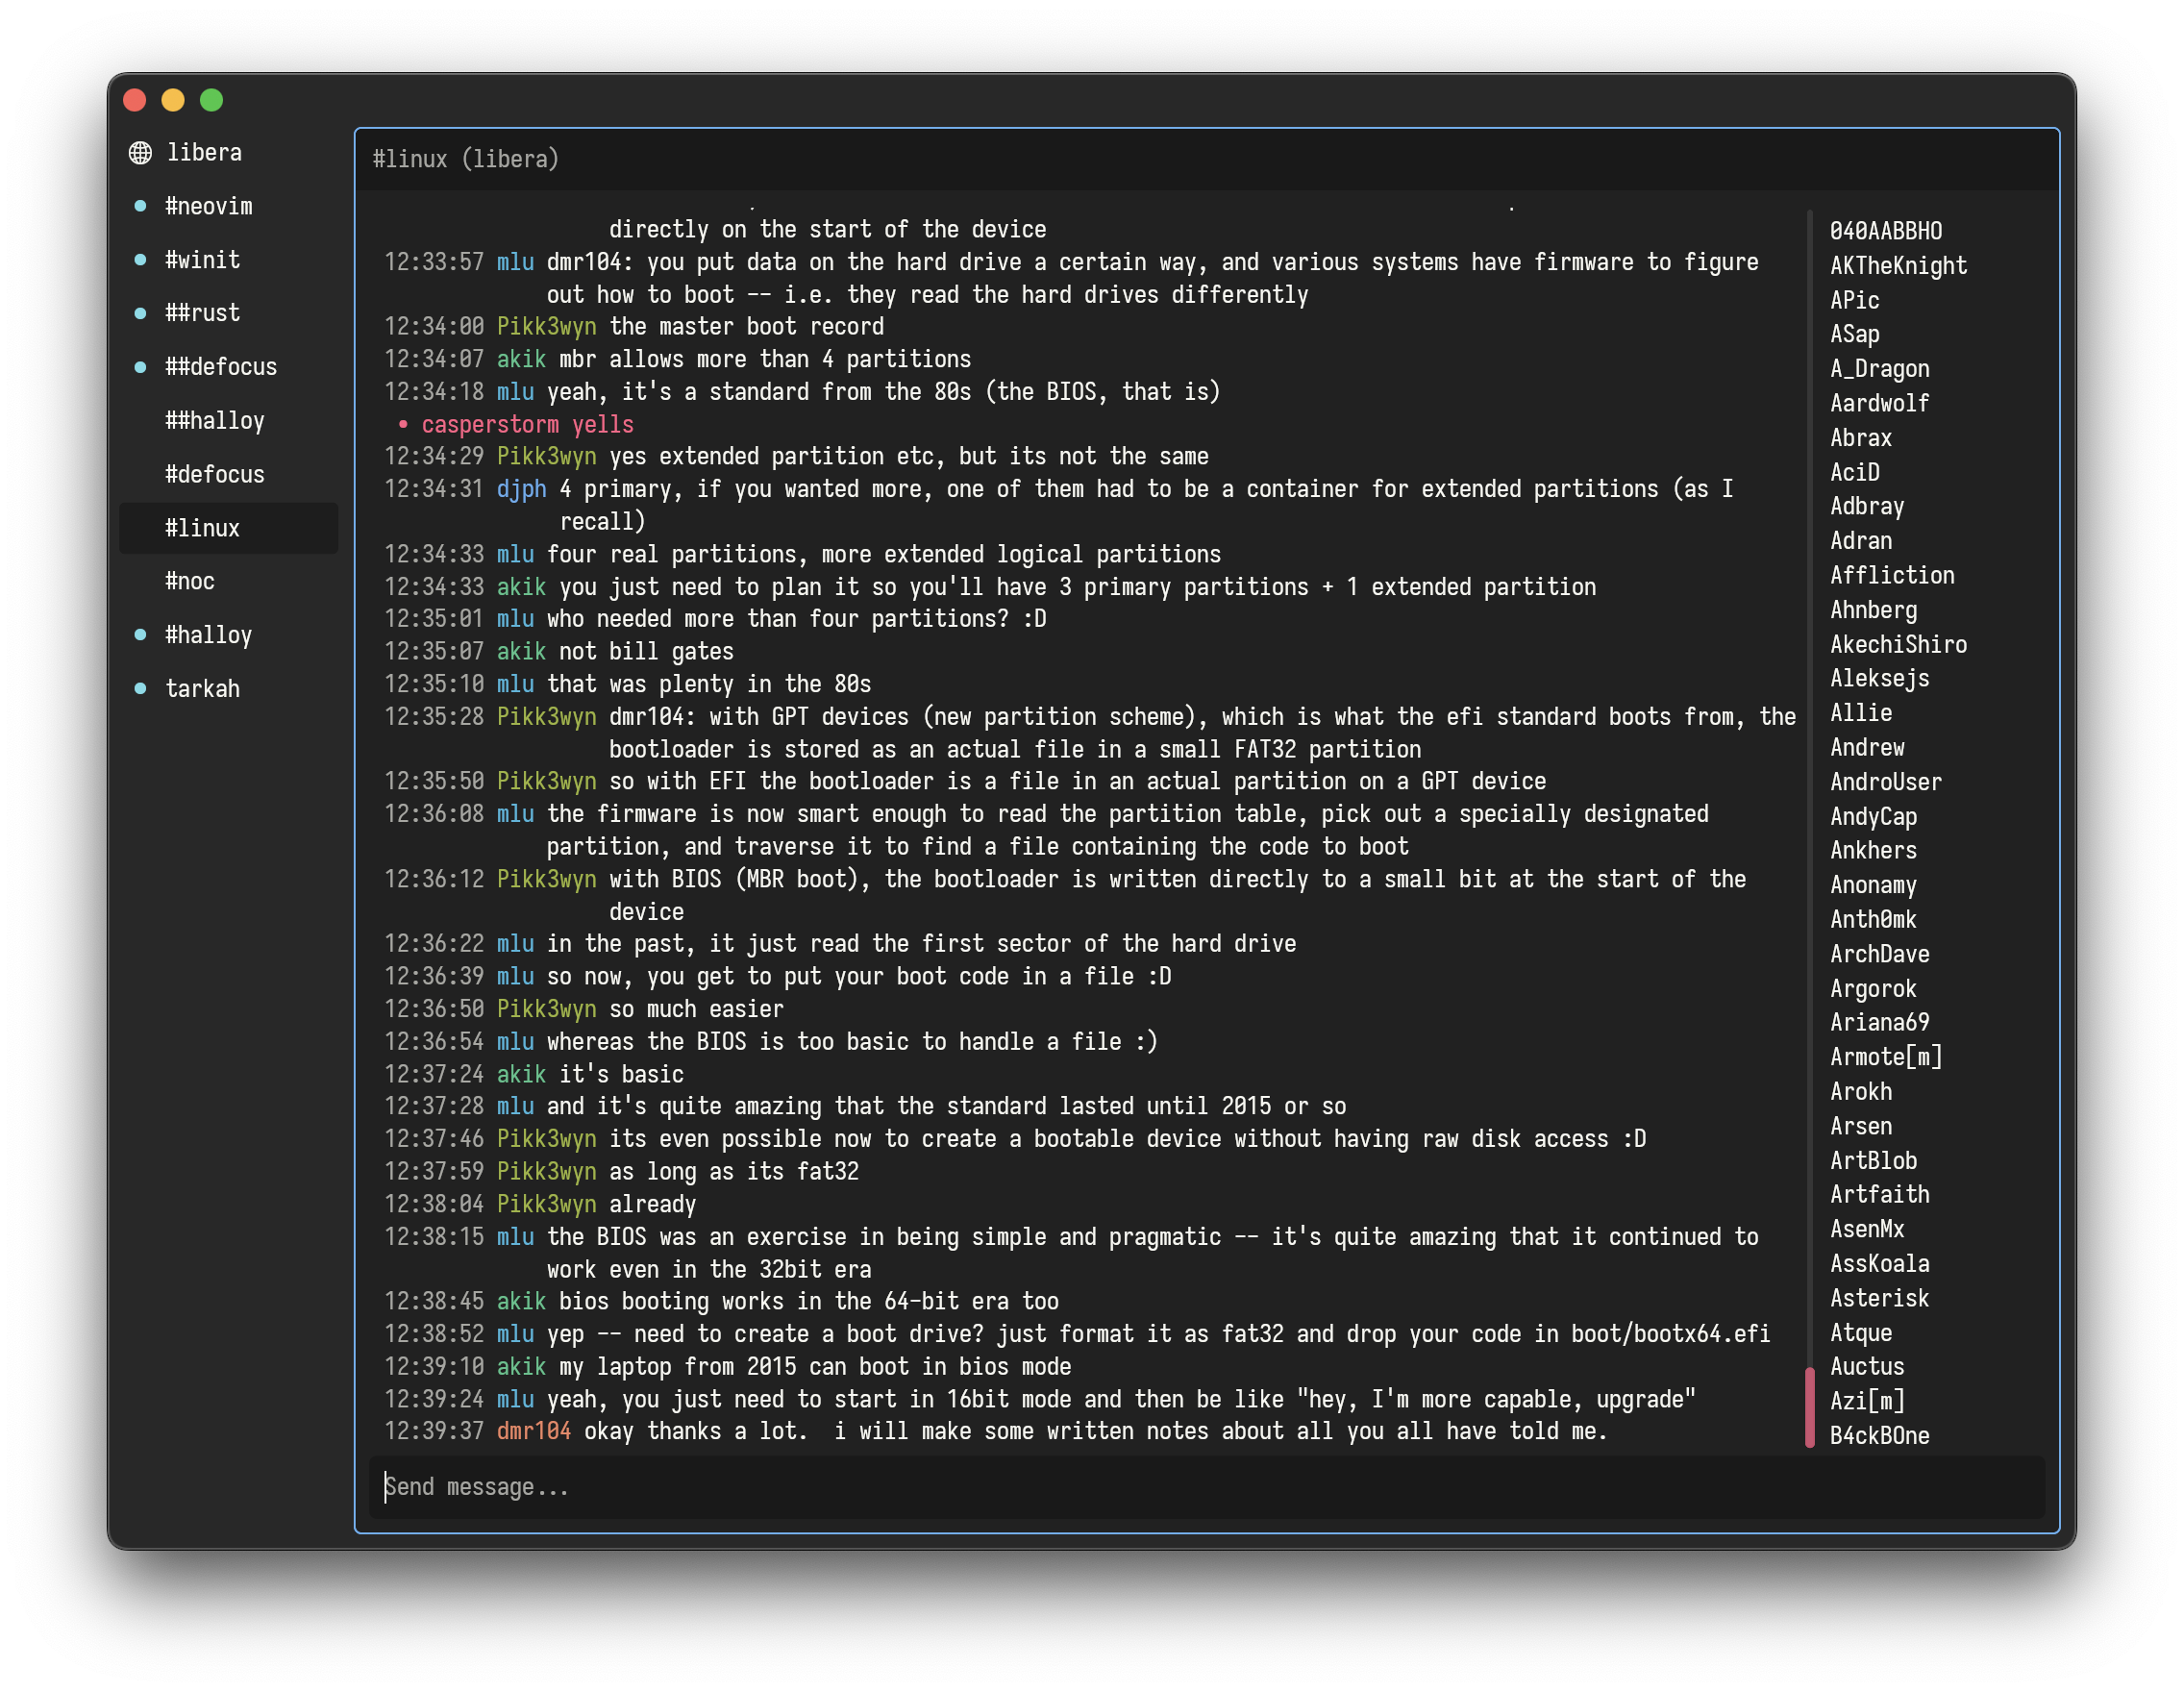 libera
#neovim
#winit
##rust
##defocus
##halloy
#defocus
#linux
#noc
#halloy
tarkah
#linux (libera)
directly on the start of the device
12:33:57 mlu dmr104: you put data on the hard drive a certain way, and various systems have firmware to figure
out how to boot -- i.e. they read the hard drives differently
12:34:00 Pikk3wyn the master boot record
12:34:07 akik mbr allows more than 4 partitions
12:34:18 mlu yeah, it's a standard from the 80s (the BIOS, that is)
• casperstorm yells
12:34:29 Pikk3wyn yes extended partition etc, but its not the same
12:34:31 djph 4 primary, if you wanted more, one of them had to be a container for extended partitions (as I
recall)
12:34:33 mlu four real partitions, more extended logical partitions
12:34:33 akik you just need to plan it so you'll have 3 primary partitions + 1 extended partition
12:35:01 mlu who needed more than four partitions? :D
12:35:07 akik not bill gates
12:35:10 mlu that was plenty in the 80s
12:35:28 Pikk3wyn dmr104: with GPT devices (new partition scheme), which is what the efi standard boots from, the
bootloader is stored as an actual file in a small FAT32 partition
12:35:50 Pikk3wyn so with EFI the bootloader is a file in an actual partition on a GPT device
12:36:08 mlu the firmware is now smart enough to read the partition table, pick out a specially designated
partition, and traverse it to find a file containing the code to boot
12:36:12 Pikk3wyn with BIOS (MBR boot), the bootloader is written directly to a small bit at the start of the
device
12:36:22 mlu in the past, it just read the first sector of the hard drive
12:36:39 mlu so now, you get to put your boot code in a file :D
12:36:50 Pikk3wyn so much easier
12:36:54 mlu whereas the BIOS is too basic to handle a file :)
12:37:24 akik it's basic
12:37:28 mlu and it's quite amazing that the standard lasted until 2015 or so
12:37:46 Pikk3wyn its even possible now to create a bootable device without having raw disk access :D
12:37:59 Pikk3wyn as long as its fat32
12:38:04 Pikk3wyn already
12:38:15 mlu the BIOS was an exercise in being simple and pragmatic -- it's quite amazing that it continued to
work even in the 32bit era
12:38:45 akik bios booting works in the 64-bit era too
12:38:52 mlu yep -- need to create a boot drive? just format it as fat32 and drop your code in boot/bootx64.efi
12:39:10 akik my laptop from 2015 can boot in bios mode
12:39:24 mlu yeah, you just need to start in 16bit mode and then be like "hey, I'm more capable, upgrade"
12:39:37 dmr104 okay thanks a lot.  i will make some written notes about all you all have told me.
Send message...
040AABBHO
AKTheKnight
APic
ASap
A_Dragon
Aardwolf
Abrax
AciD
Adbray
Adran
Affliction
Ahnberg
AkechiShiro
Aleksejs
Allie
Andrew
AndroUser
AndyCap
Ankhers
Anonamy
Anth0mk
ArchDave
Argorok
Ariana69
Armote[m]
Arokh
Arsen
ArtBlob
Artfaith
AsenMx
AssKoala
Asterisk
Atque
Auctus
Azi[m]
B4ckBOne